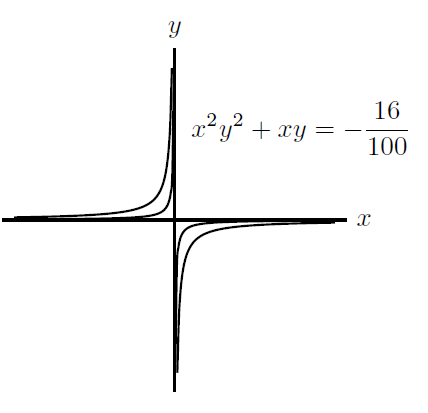 y
x²y² + xy = −16/100
x